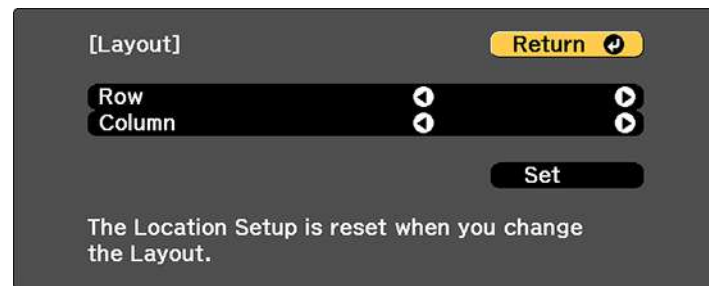 [Layout] Return
Row
Column
Set
The Location Setup is reset when you change
the Layout.